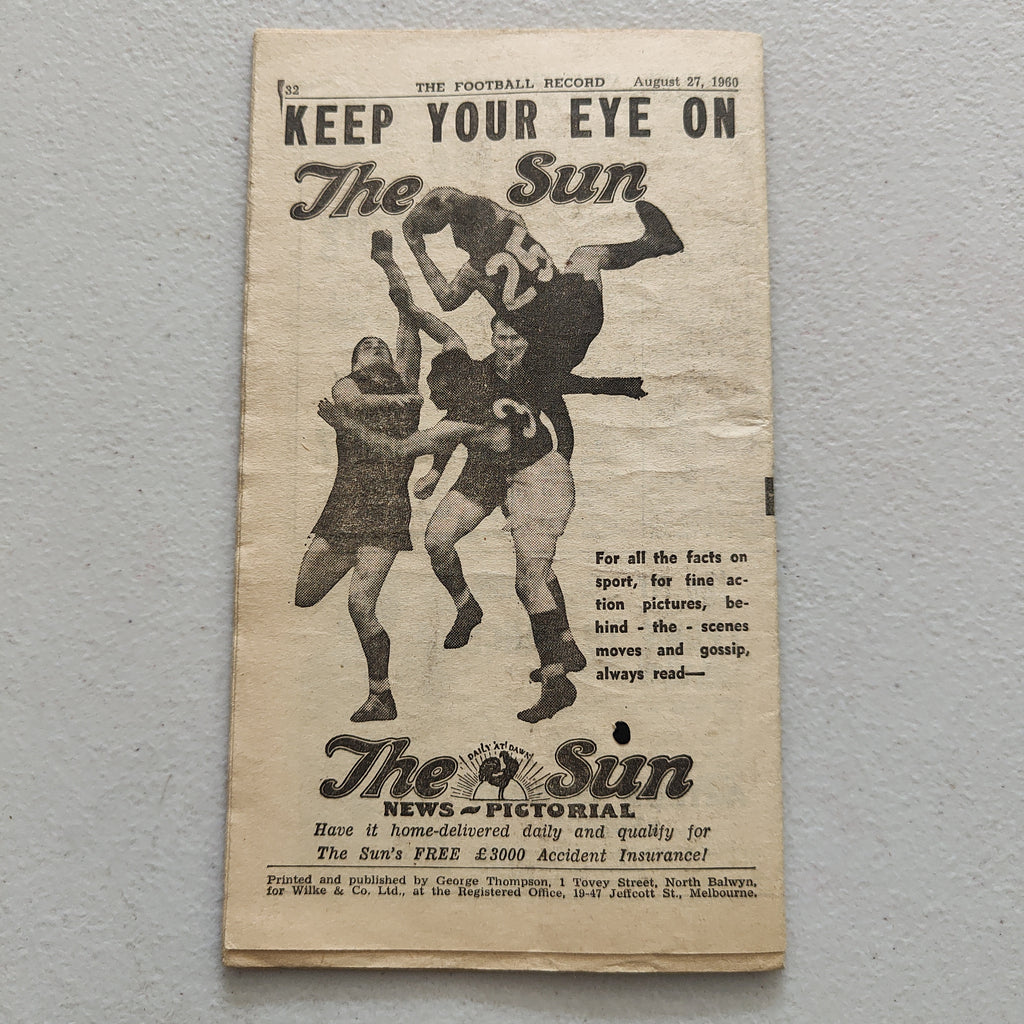 32 THE FOOTBALL RECORD August 27, 1960
KEEP YOUR EYE ON
The Sun
25
3
For all the facts on
sport, for fine ac-
tion pictures, be-
hind - the - scenes
moves and gossip,
always read—
The Sun
DAILY AT DAWN
NEWS-PICTORIAL
Have it home-delivered daily and qualify for
The Sun's FREE £3000 Accident Insurance!
Printed and published by George Thompson, 1 Tovey Street, North Balwyn,
for Wilke & Co. Ltd., at the Registered Office, 19-47 Jeffcott St., Melbourne.